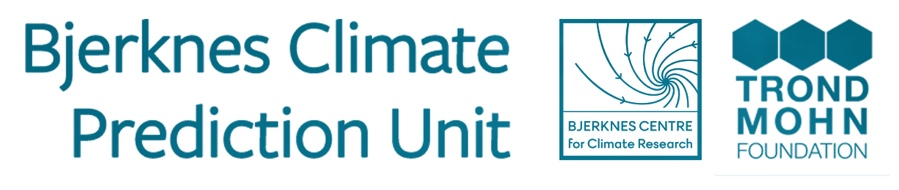 Bjerknes Climate
Prediction Unit
BJERKNES CENTRE
for Climate Research
TROND
MOHN
FOUNDATION